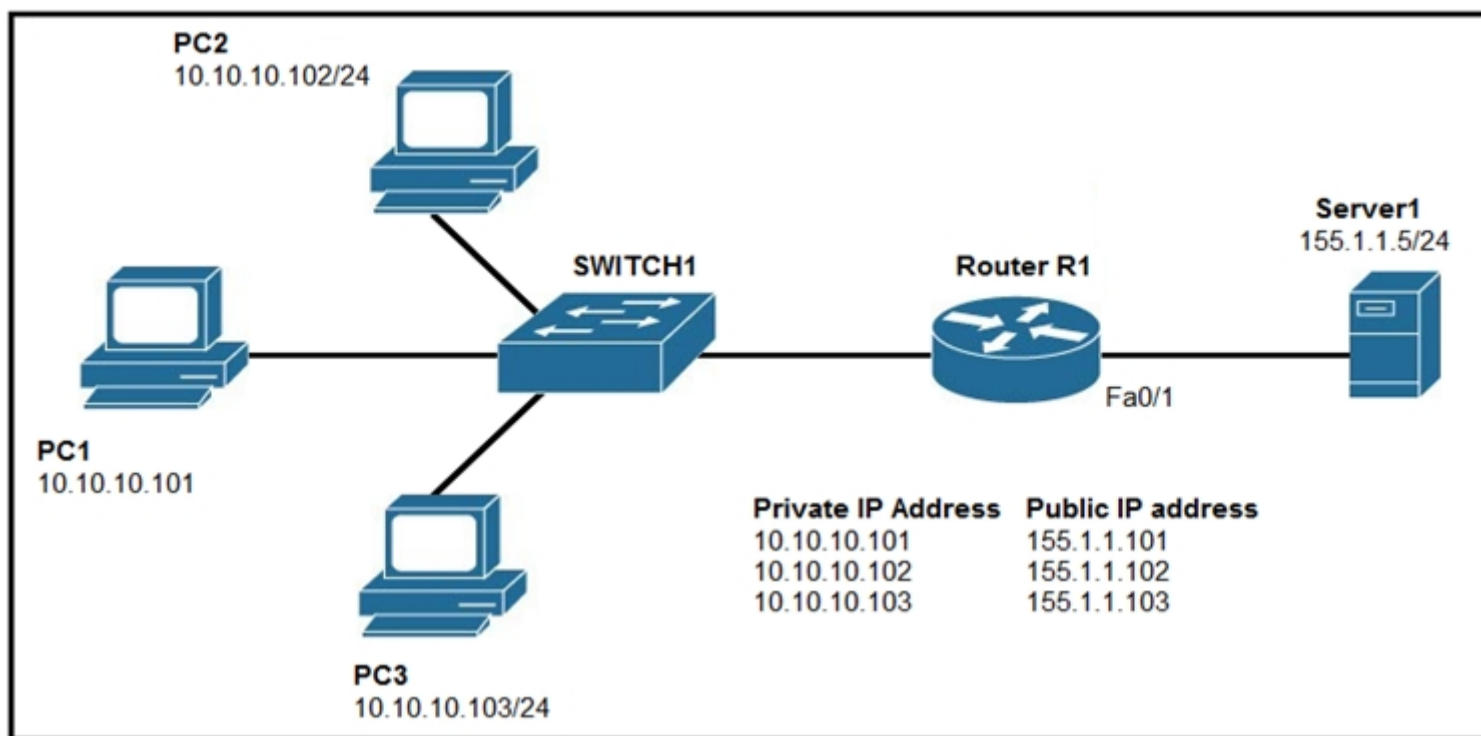 PC2
10.10.10.102/24
Server1
155.1.1.5/24
SWITCH1
Router R1
Fa0/1
PC1
10.10.10.101
Private IP Address Public IP address
10.10.10.101 155.1.1.101
10.10.10.102 155.1.1.102
10.10.10.103 155.1.1.103
PC3
10.10.10.103/24